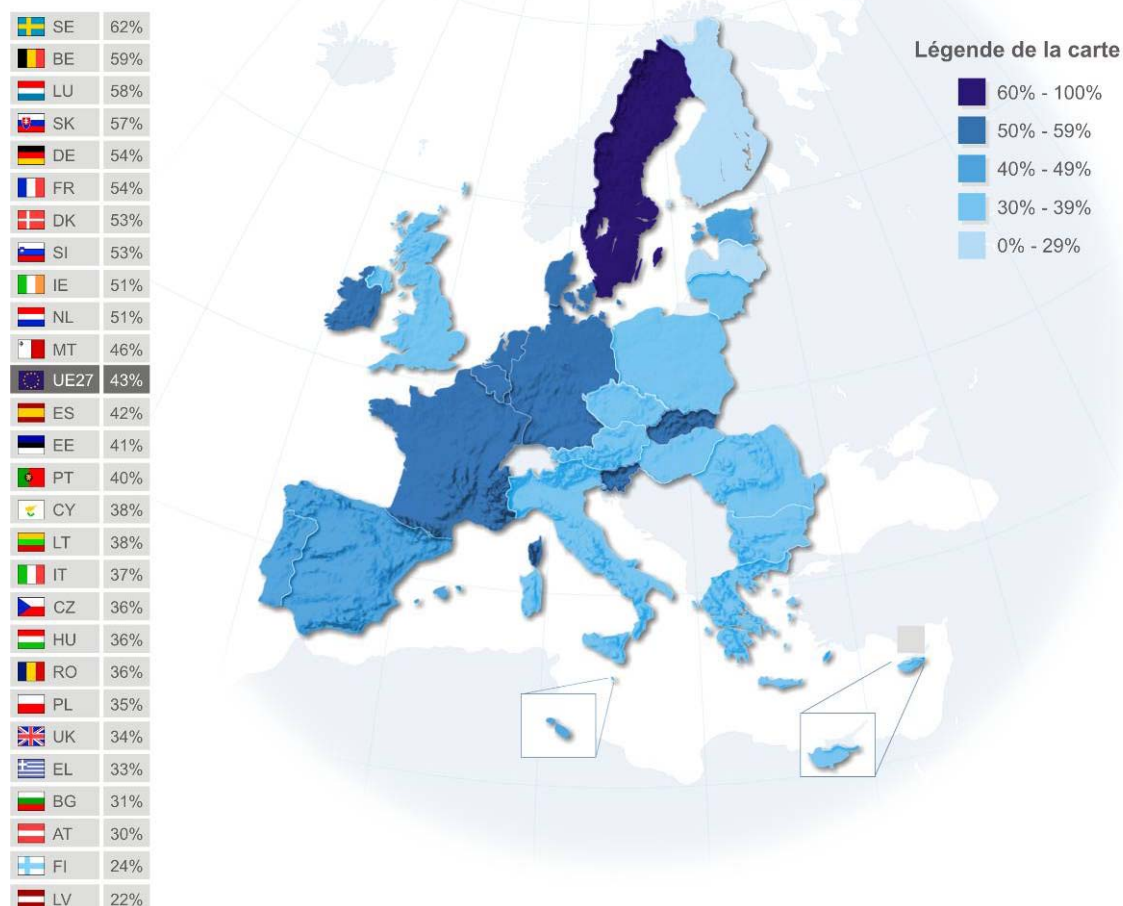 SE 62%
BE 59%
LU 58%
SK 57%
DE 54%
FR 54%
DK 53%
SI 53%
IE 51%
NL 51%
MT 46%
UE27 43%
ES 42%
EE 41%
PT 40%
CY 38%
LT 38%
IT 37%
CZ 36%
HU 36%
RO 36%
PL 35%
UK 34%
EL 33%
BG 31%
AT 30%
FI 24%
LV 22%
Légende de la carte
60% - 100%
50% - 59%
40% - 49%
30% - 39%
0% - 29%